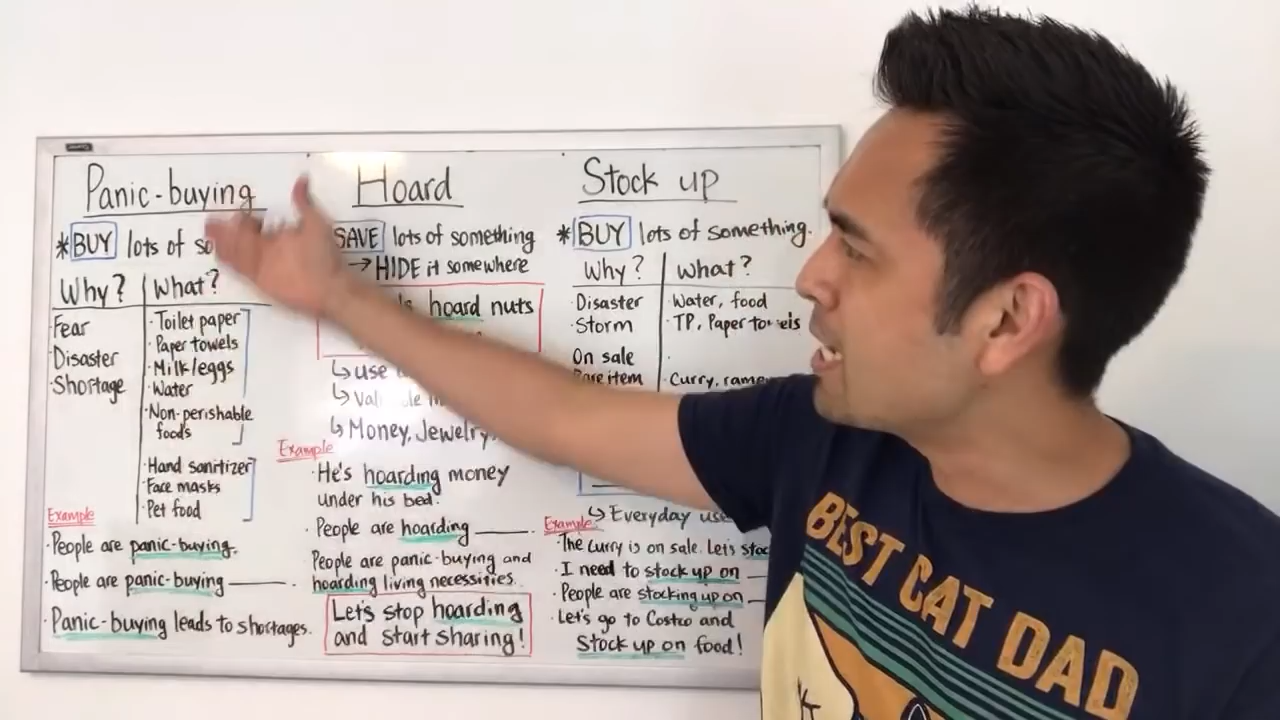 Panic-buying
*BUY lots of so
Why? What?
Fear
·Disaster
·Shortage
·Toilet paper
·Paper towels
·Milk/eggs
·Water
·Non-perishable
foods
·Hand sanitizer
·Face masks
·Pet food
Example
·People are panic-buying.
·People are panic-buying ______.
·Panic-buying leads to shortages.
Hoard
SAVE lots of something
→HIDE it somewhere
hoard nuts
↳use
↳Val
↳Money, Jewelry,
Example
·He's hoarding money
under his bed.
·People are hoarding ______
People are panic-buying and
hoarding living necessities.
Let's stop hoarding
and start sharing!
Stock up
*BUY lots of something.
Why? What?
·Disaster
·Storm
On sale
Rare item
·Water, food
·TP, Paper towels
·Curry, rame
↳Everyday use
Example:
·The curry is on sale. Let's stoc
·I need to stock up on
·People are stocking up on
·Let's go to Costco and
Stock up on food!
BEST CAT DAD